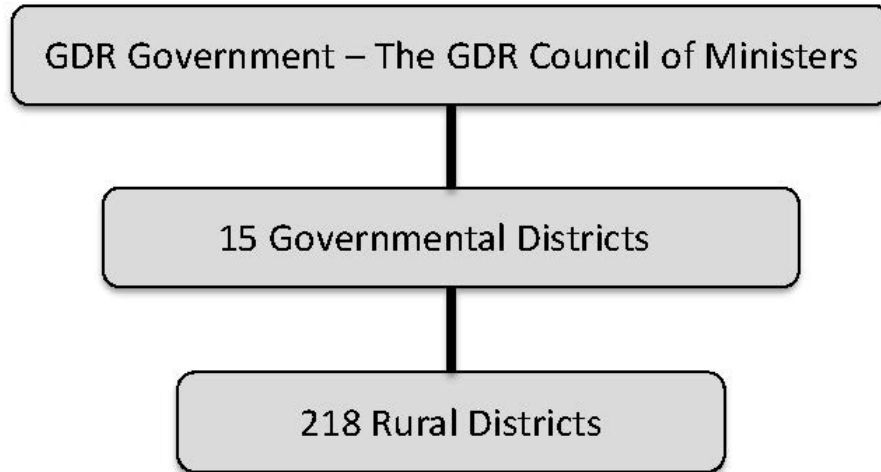 GDR Government – The GDR Council of Ministers
15 Governmental Districts
218 Rural Districts